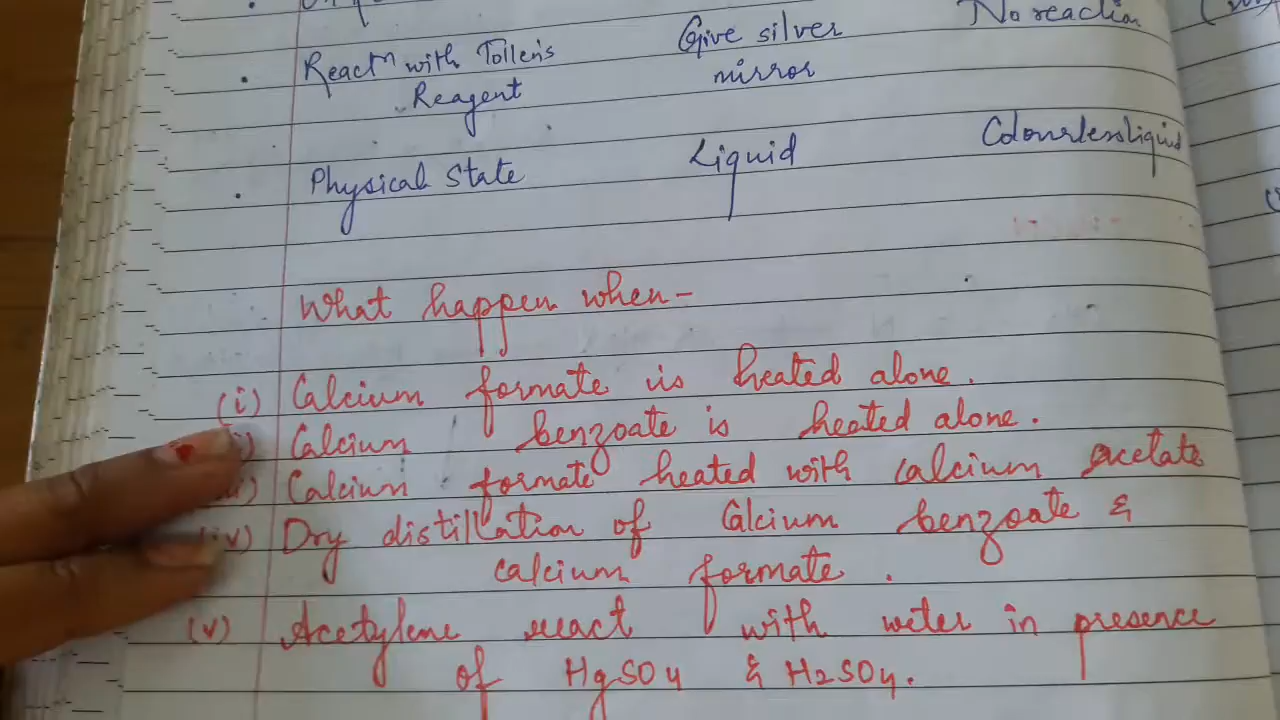 No reaction
• Reactn with Tollen's Give silver
Reagent mirror
• Physical State Liquid Colourless liquid
What happen when-
(i) Calcium formate is heated alone.
Calcium benzoate is heated alone.
Calcium formate heated with calcium acetate
(iv) Dry distillation of Calcium benzoate &
calcium formate.
(v) Acetylene react with water in presence
of HgSO4 & H2SO4.